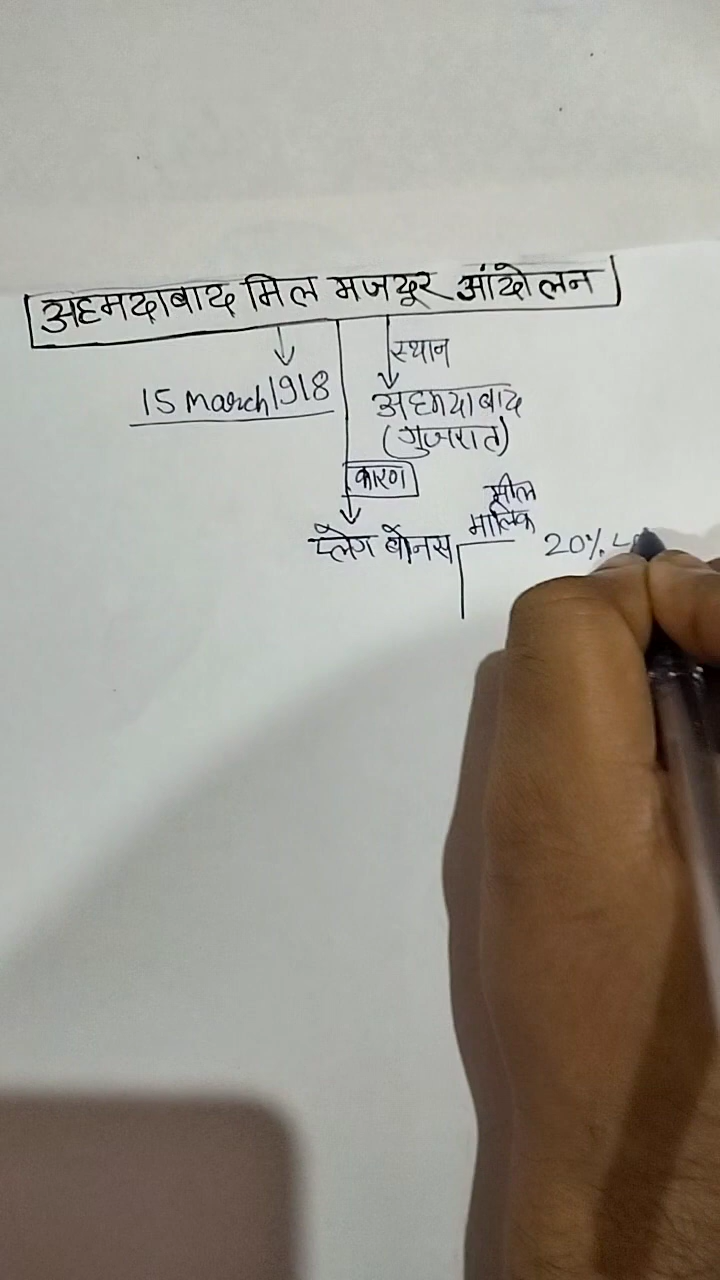 अहमदाबाद मिल मजदूर आंदोलन
स्थान
15 March 1918
अहमदाबाद
(गुजरात)
कारण
मील
मालिक
प्लेग बोनस
20%